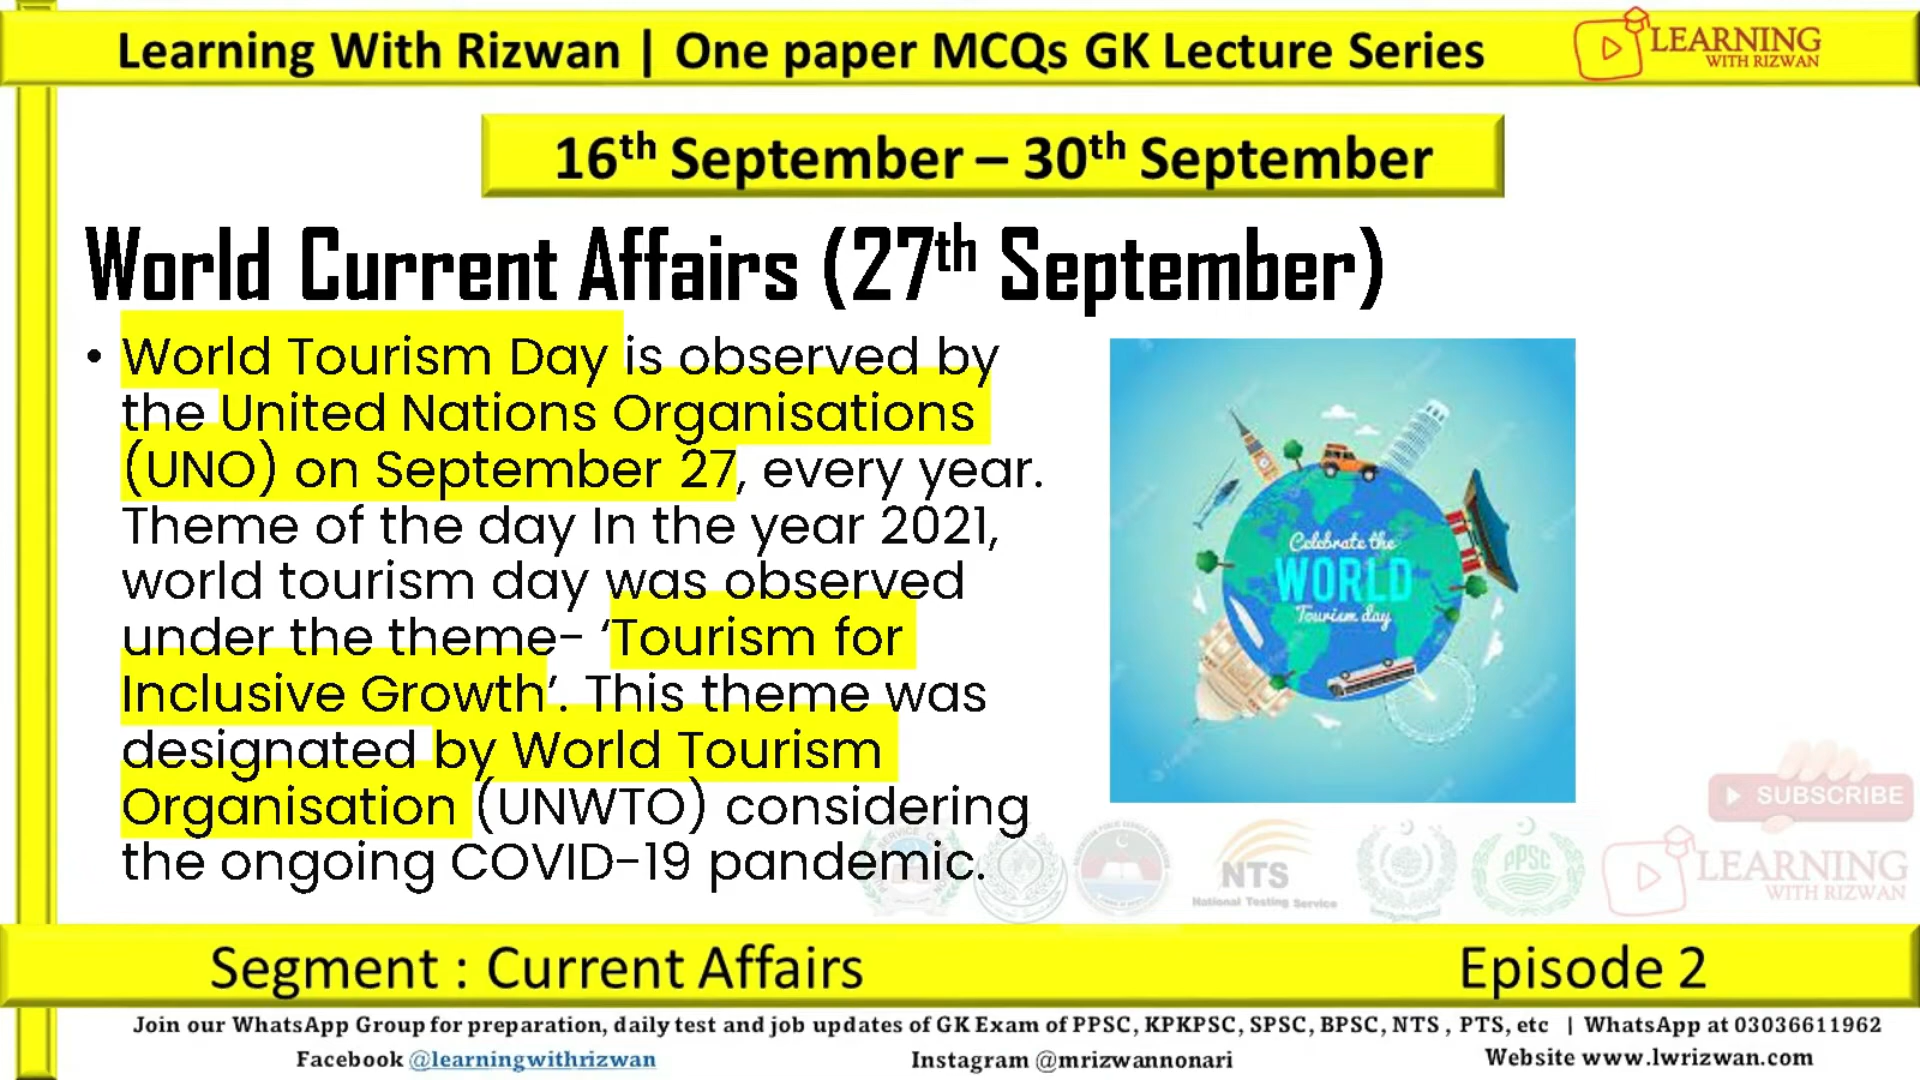 Learning With Rizwan | One paper MCQs GK Lecture Series
LEARNING
WITH RIZWAN
16th September – 30th September
World Current Affairs (27th September)
• World Tourism Day is observed by
the United Nations Organisations
(UNO) on September 27, every year.
Theme of the day In the year 2021,
world tourism day was observed
under the theme- ‘Tourism for
Inclusive Growth’. This theme was
designated by World Tourism
Organisation (UNWTO) considering
the ongoing COVID-19 pandemic.
Celebrate the
WORLD
Tourism day
SUBSCRIBE
NTS
National Testing Service
PPSC
LEARNING
WITH RIZWAN
Segment : Current Affairs
Episode 2
Join our WhatsApp Group for preparation, daily test and job updates of GK Exam of PPSC, KPKPSC, SPSC, BPSC, NTS , PTS, etc | WhatsApp at 03036611962
Facebook @learningwithrizwan
Instagram @mrizwannonari
Website www.lwrizwan.com